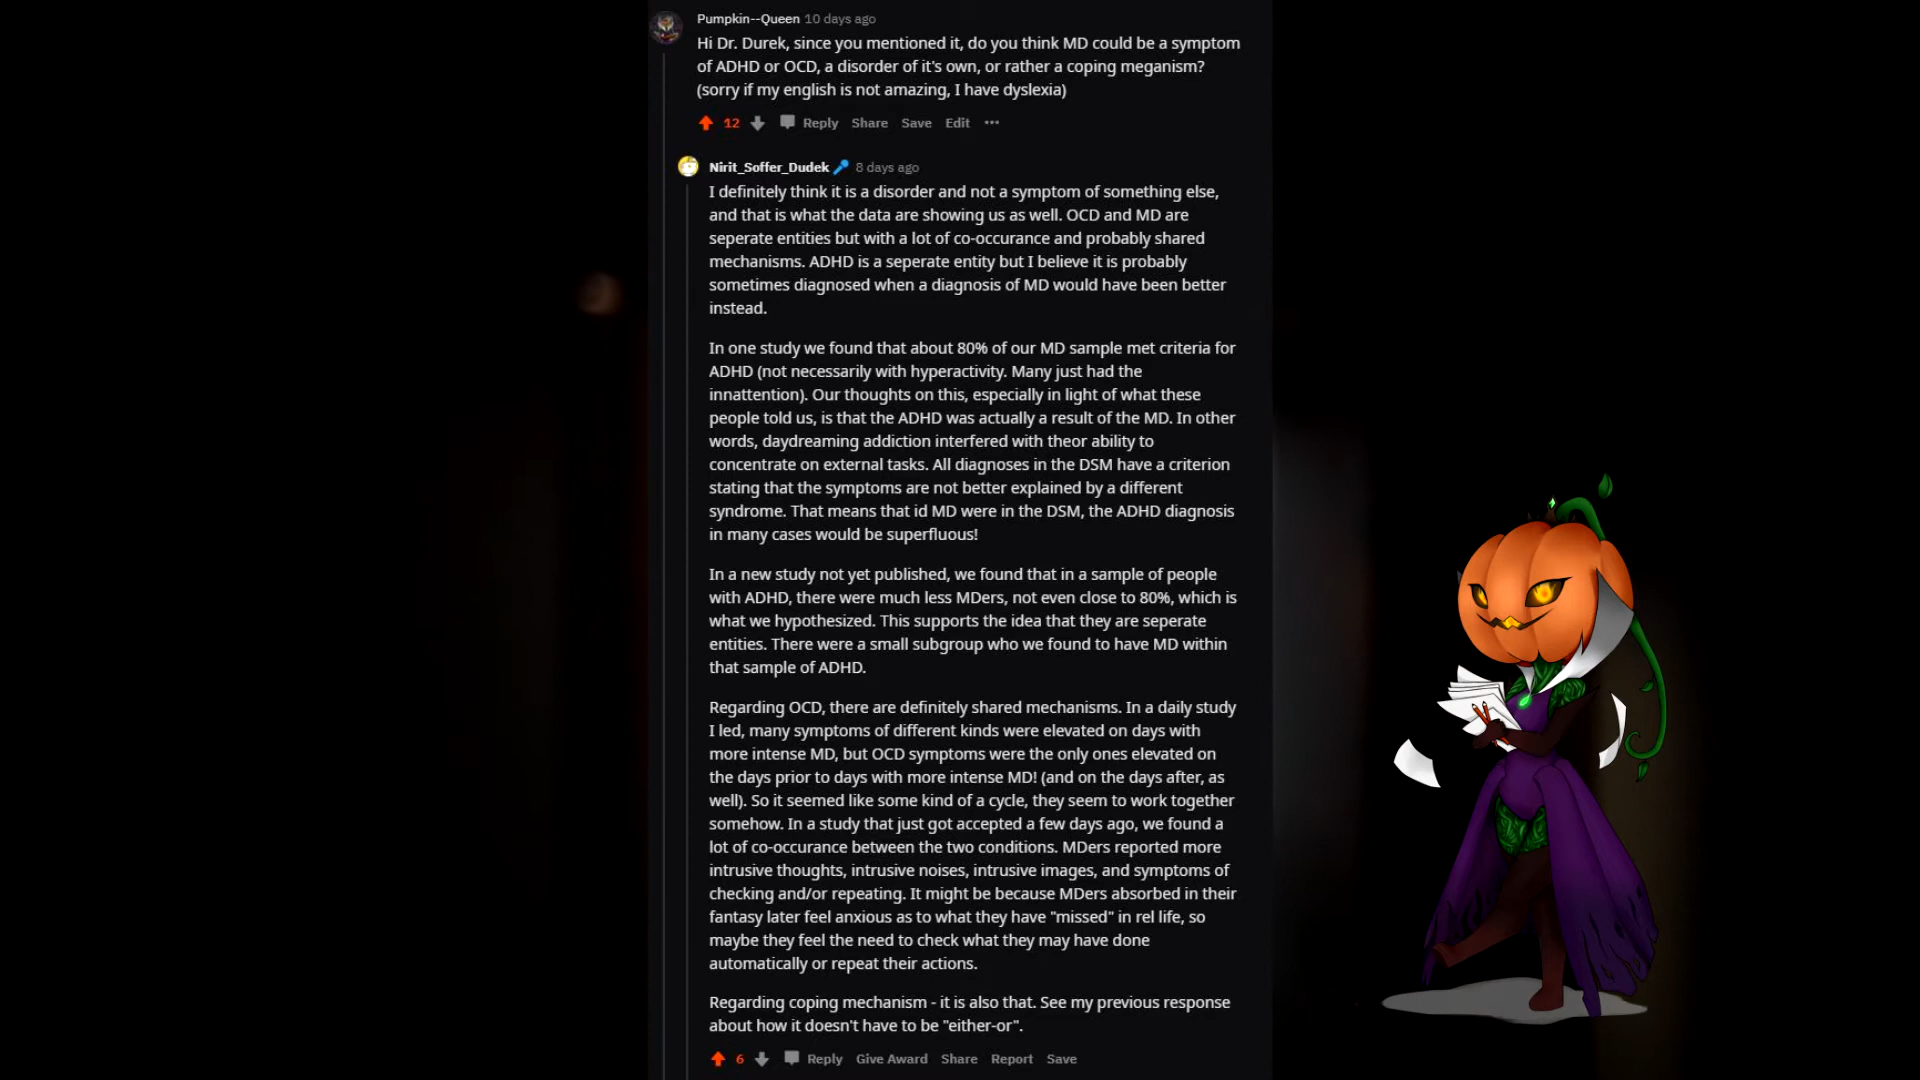 Pumpkin--Queen 10 days ago
Hi Dr. Durek, since you mentioned it, do you think MD could be a symptom
of ADHD or OCD, a disorder of it's own, or rather a coping meganism?
(sorry if my english is not amazing, I have dyslexia)
12 Reply Share Save Edit ...
Nirit_Soffer_Dudek 8 days ago
I definitely think it is a disorder and not a symptom of something else,
and that is what the data are showing us as well. OCD and MD are
seperate entities but with a lot of co-occurance and probably shared
mechanisms. ADHD is a seperate entity but I believe it is probably
sometimes diagnosed when a diagnosis of MD would have been better
instead.
In one study we found that about 80% of our MD sample met criteria for
ADHD (not necessarily with hyperactivity. Many just had the
innattention). Our thoughts on this, especially in light of what these
people told us, is that the ADHD was actually a result of the MD. In other
words, daydreaming addiction interfered with theor ability to
concentrate on external tasks. All diagnoses in the DSM have a criterion
stating that the symptoms are not better explained by a different
syndrome. That means that id MD were in the DSM, the ADHD diagnosis
in many cases would be superfluous!
In a new study not yet published, we found that in a sample of people
with ADHD, there were much less MDers, not even close to 80%, which is
what we hypothesized. This supports the idea that they are seperate
entities. There were a small subgroup who we found to have MD within
that sample of ADHD.
Regarding OCD, there are definitely shared mechanisms. In a daily study
I led, many symptoms of different kinds were elevated on days with
more intense MD, but OCD symptoms were the only ones elevated on
the days prior to days with more intense MD! (and on the days after, as
well). So it seemed like some kind of a cycle, they seem to work together
somehow. In a study that just got accepted a few days ago, we found a
lot of co-occurance between the two conditions. MDers reported more
intrusive thoughts, intrusive noises, intrusive images, and symptoms of
checking and/or repeating. It might be because MDers absorbed in their
fantasy later feel anxious as to what they have "missed" in rel life, so
maybe they feel the need to check what they may have done
automatically or repeat their actions.
Regarding coping mechanism - it is also that. See my previous response
about how it doesn't have to be "either-or".
6 Reply Give Award Share Report Save